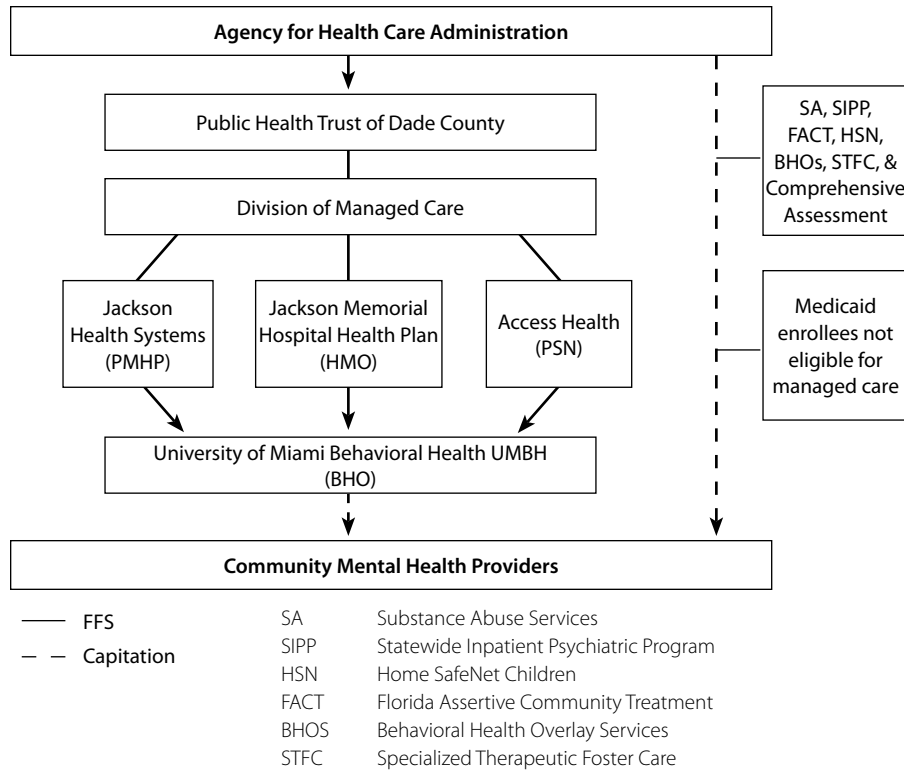 Agency for Health Care Administration
Public Health Trust of Dade County
Division of Managed Care
Jackson
Health Systems
(PMHP)
Jackson Memorial
Hospital Health Plan
(HMO)
Access Health
(PSN)
University of Miami Behavioral Health UMBH
(BHO)
SA, SIPP,
FACT, HSN,
BHOs, STFC, &
Comprehensive
Assessment
Medicaid
enrollees not
eligible for
managed care
Community Mental Health Providers
FFS
Capitation
SA Substance Abuse Services
SIPP Statewide Inpatient Psychiatric Program
HSN Home SafeNet Children
FACT Florida Assertive Community Treatment
BHOS Behavioral Health Overlay Services
STFC Specialized Therapeutic Foster Care